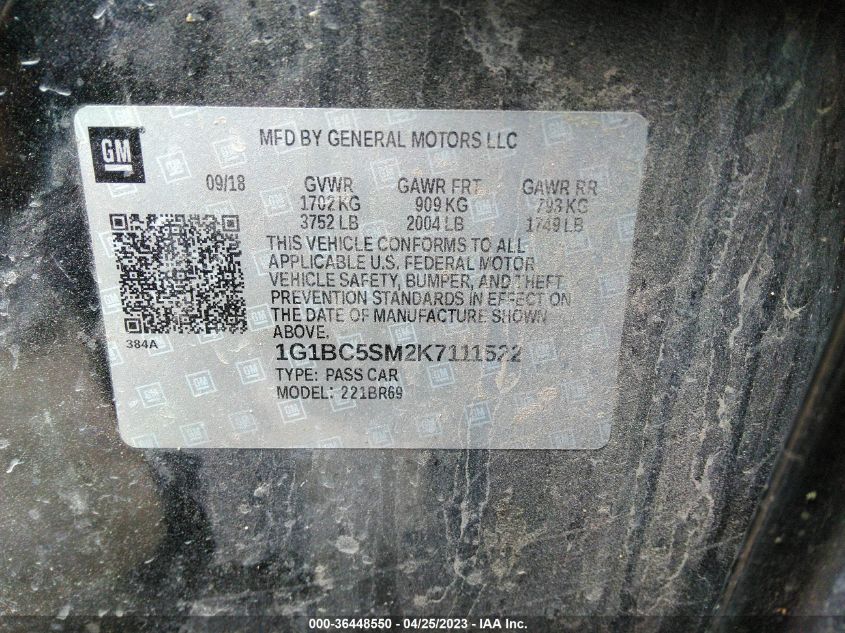 GM
MFD BY GENERAL MOTORS LLC
09/18 GVWR GAWR FRT GAWR RR
1702 KG 909 KG 793 KG
3752 LB 2004 LB 1749 LB
THIS VEHICLE CONFORMS TO ALL
APPLICABLE U.S. FEDERAL MOTOR
VEHICLE SAFETY, BUMPER, AND THEFT
PREVENTION STANDARDS IN EFFECT ON
THE DATE OF MANUFACTURE SHOWN
ABOVE.
384A
1G1BC5SM2K7111522
TYPE: PASS CAR
MODEL: 221BR69
000-36448550 - 04/25/2023 - IAA Inc.